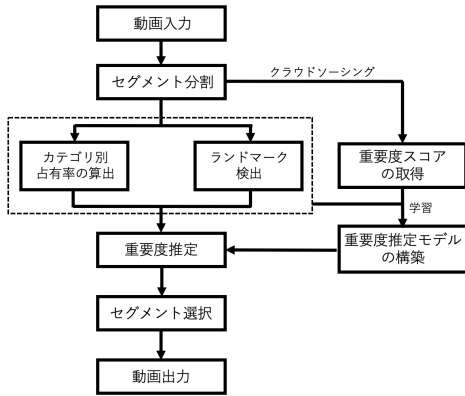 動画入力
セグメント分割
クラウドソーシング
カテゴリ別
占有率の算出
ランドマーク
検出
重要度スコア
の取得
学習
重要度推定
重要度推定モデル
の構築
セグメント選択
動画出力